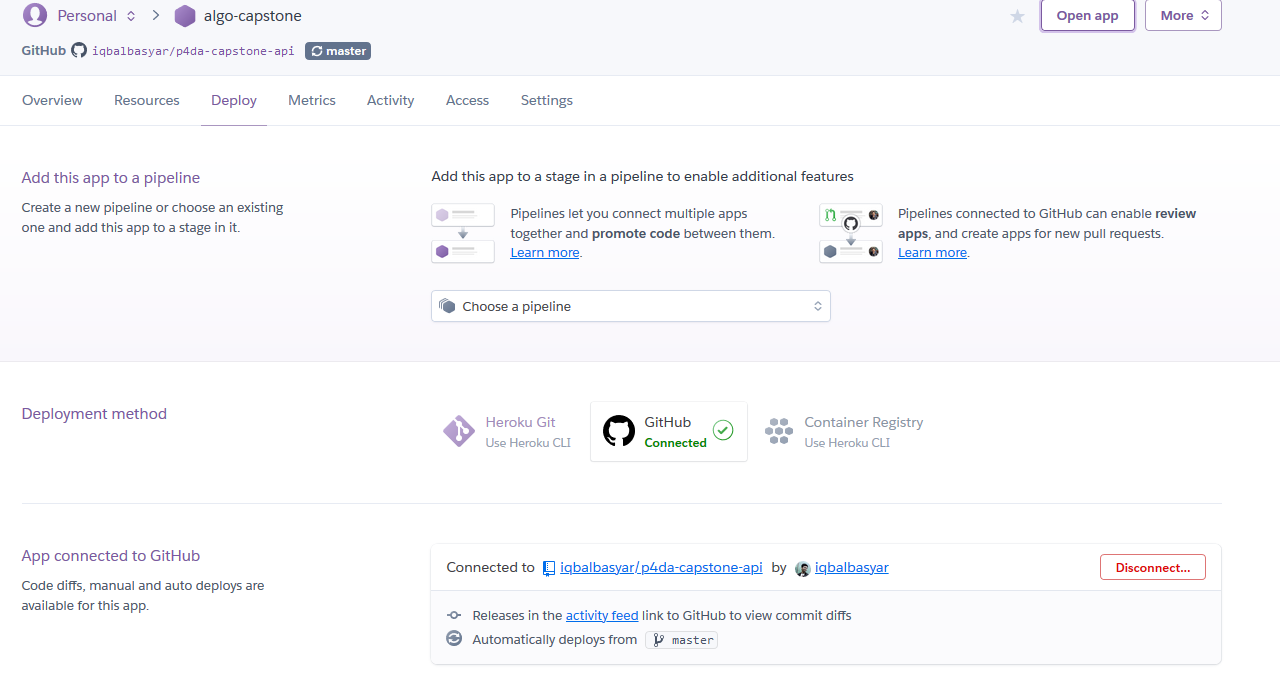 Personal algo-capstone Open app More
GitHub iqbalbasyar/p4da-capstone-api master
Overview Resources Deploy Metrics Activity Access Settings
Add this app to a pipeline
Create a new pipeline or choose an existing
one and add this app to a stage in it.
Add this app to a stage in a pipeline to enable additional features
Pipelines let you connect multiple apps
together and promote code between them.
Learn more.
Pipelines connected to GitHub can enable review
apps, and create apps for new pull requests.
Learn more.
Choose a pipeline
Deployment method
Heroku Git
Use Heroku CLI
GitHub
Connected
Container Registry
Use Heroku CLI
App connected to GitHub
Code diffs, manual and auto deploys are
available for this app.
Connected to iqbalbasyar/p4da-capstone-api by iqbalbasyar Disconnect...
Releases in the activity feed link to GitHub to view commit diffs
Automatically deploys from master